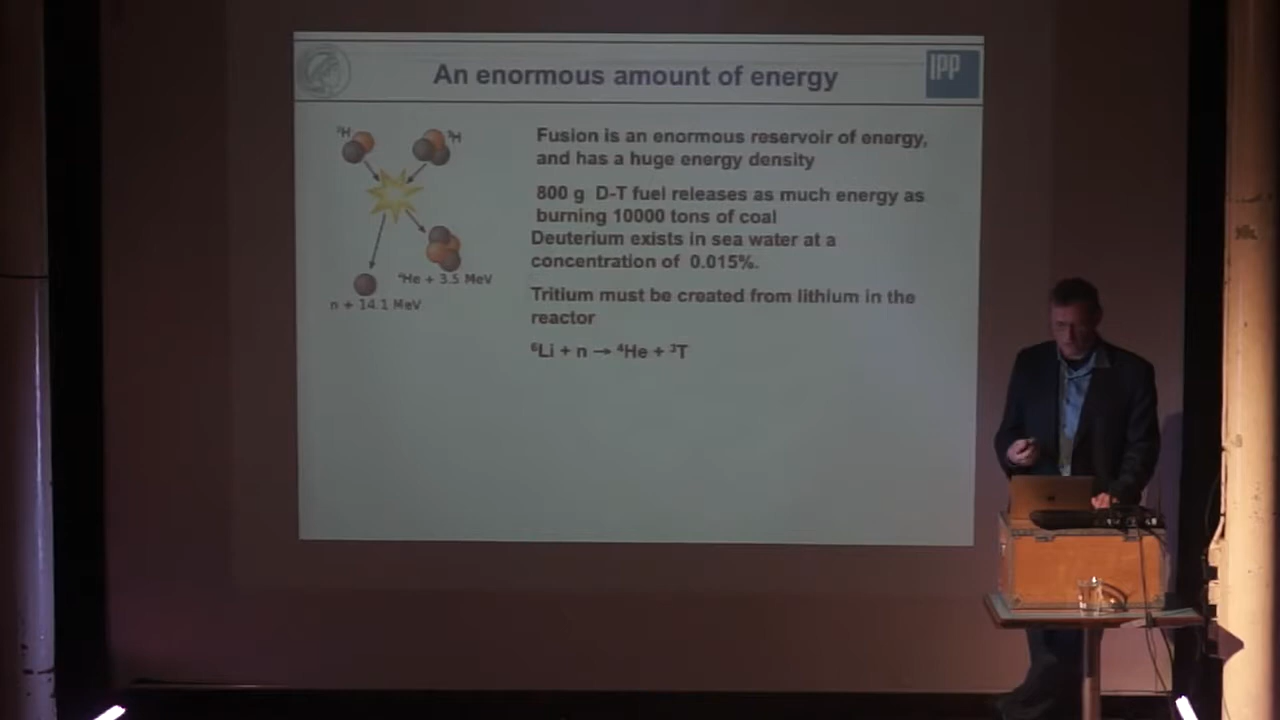 An enormous amount of energy
IPP
²H
³H
⁴He + 3.5 MeV
n + 14.1 MeV
Fusion is an enormous reservoir of energy,
and has a huge energy density
800 g D-T fuel releases as much energy as
burning 10000 tons of coal
Deuterium exists in sea water at a
concentration of 0.015%.
Tritium must be created from lithium in the
reactor
⁶Li + n → ⁴He + ³T